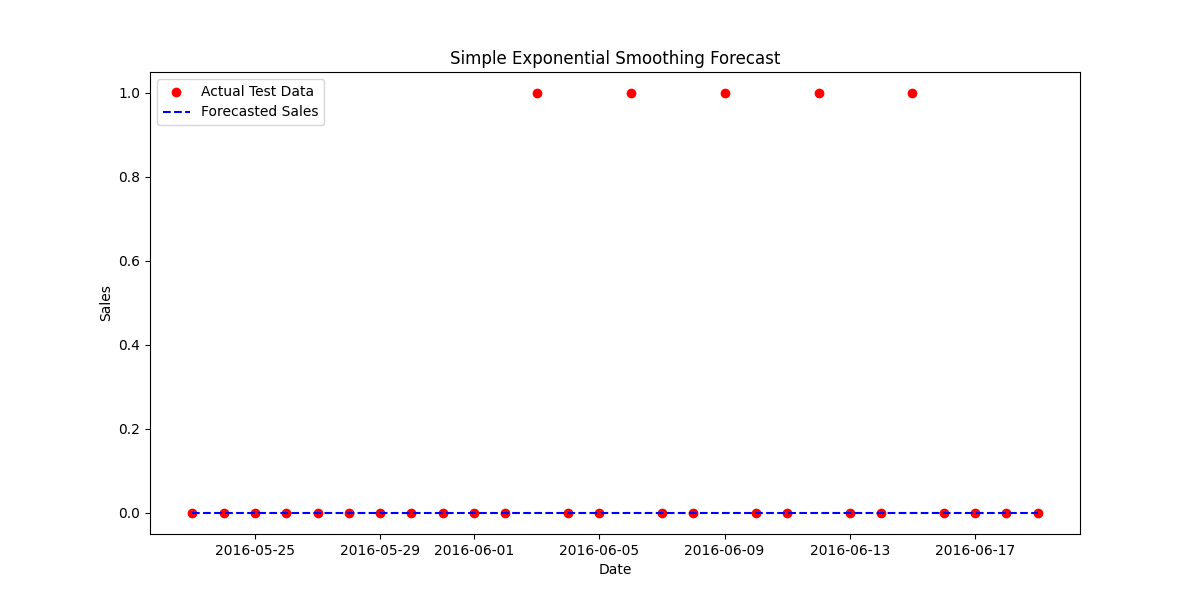 Simple Exponential Smoothing Forecast
Actual Test Data
Forecasted Sales
1.0
0.8
0.6
0.4
0.2
0.0
Sales
2016-05-25 2016-05-29 2016-06-01 2016-06-05 2016-06-09 2016-06-13 2016-06-17
Date